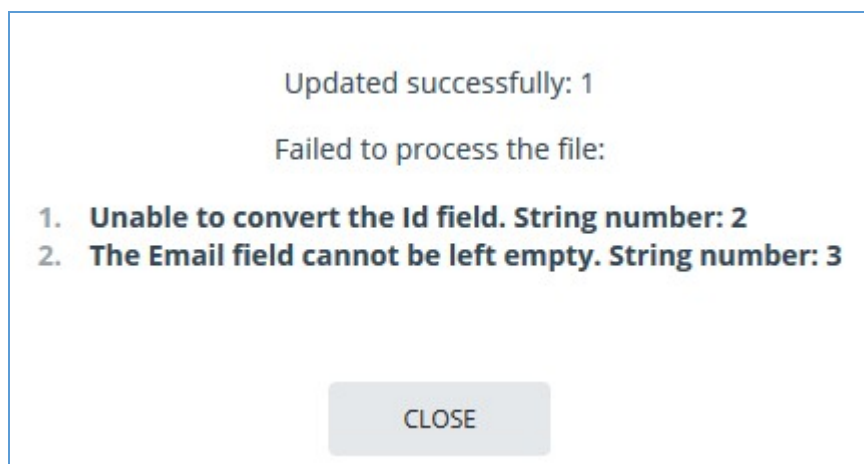 Updated successfully: 1
Failed to process the file:
1. Unable to convert the Id field. String number: 2
2. The Email field cannot be left empty. String number: 3
CLOSE